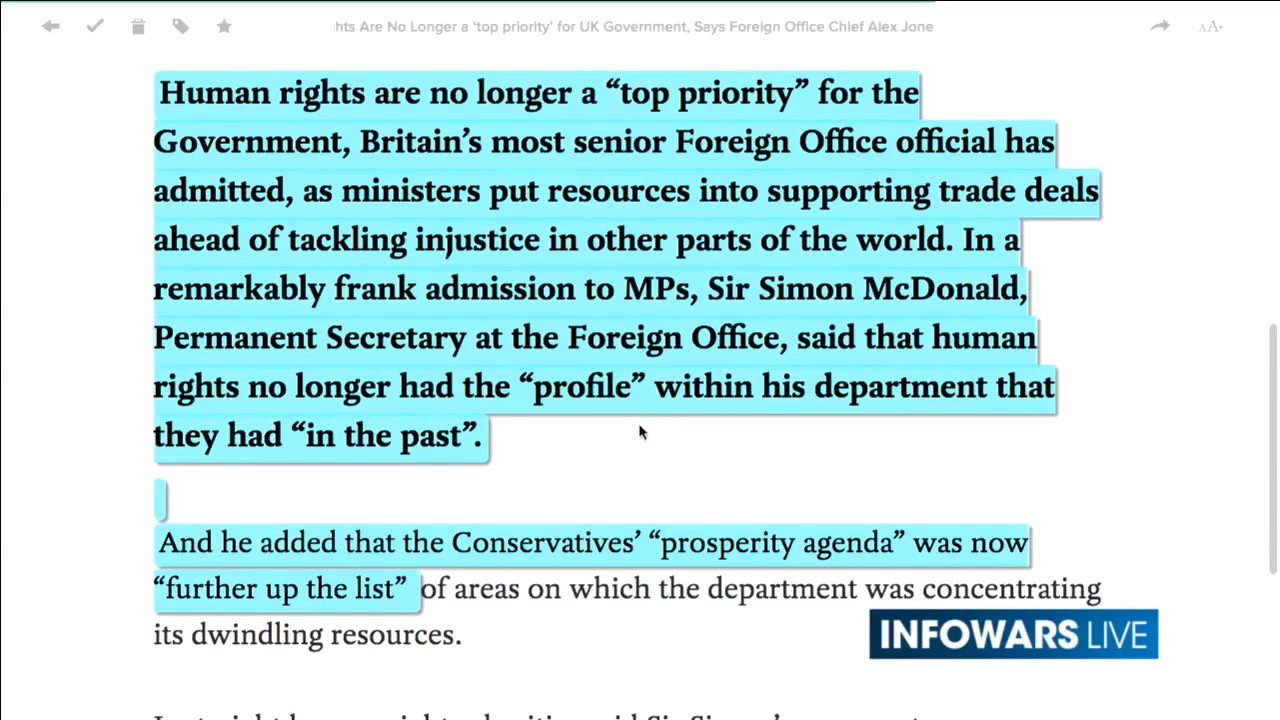 hts Are No Longer a ‘top priority’ for UK Government, Says Foreign Office Chief Alex Jone
AA
Human rights are no longer a “top priority” for the
Government, Britain’s most senior Foreign Office official has
admitted, as ministers put resources into supporting trade deals
ahead of tackling injustice in other parts of the world. In a
remarkably frank admission to MPs, Sir Simon McDonald,
Permanent Secretary at the Foreign Office, said that human
rights no longer had the “profile” within his department that
they had “in the past”.
And he added that the Conservatives’ “prosperity agenda” was now
“further up the list” of areas on which the department was concentrating
its dwindling resources.
INFOWARS LIVE